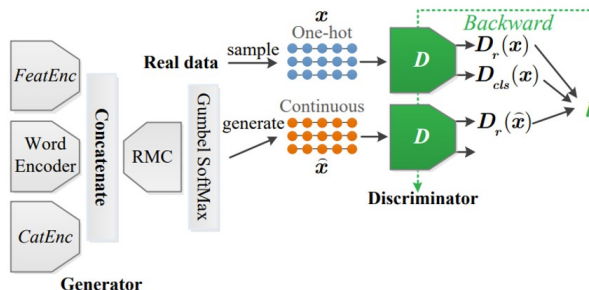 x
One-hot
Backward
Real data
sample
D
D_r(x)
D_cls(x)
FeatEnc
Word
Encoder
CatEnc
Concatenate
RMC
Gumbel SoftMax
generate
Continuous
x̂
D
D_r(x̂)
Discriminator
Generator